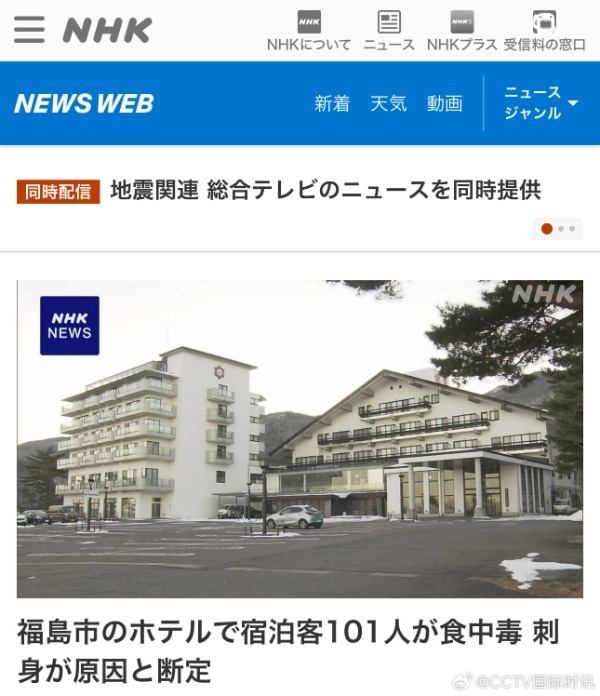 NHK
NHK
NHKについて
ニュース
NHKプラス
受信料の窓口
NEWS WEB
新着
天気
動画
ニュース
ジャンル
同時配信 地震関連 総合テレビのニュースを同時提供
NHK
NEWS
NHK
福島市のホテルで宿泊客101人が食中毒 刺
身が原因と断定
@CCTV国际时讯